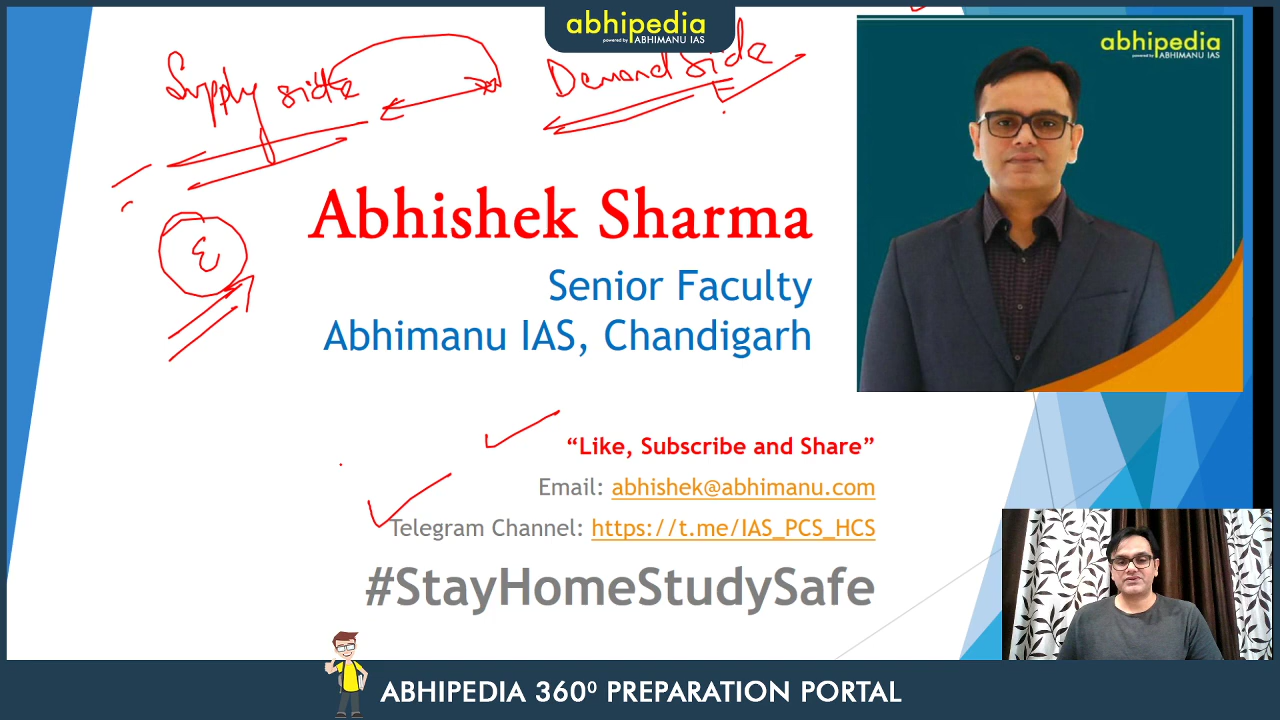 abhipedia
powered by ABHIMANU IAS
Supply side
Demand side
abhipedia
powered by ABHIMANU IAS
Abhishek Sharma
Senior Faculty
Abhimanu IAS, Chandigarh
E
“Like, Subscribe and Share”
Email: abhishek@abhimanu.com
Telegram Channel: https://t.me/IAS_PCS_HCS
#StayHomeStudySafe
ABHIPEDIA 360⁰ PREPARATION PORTAL